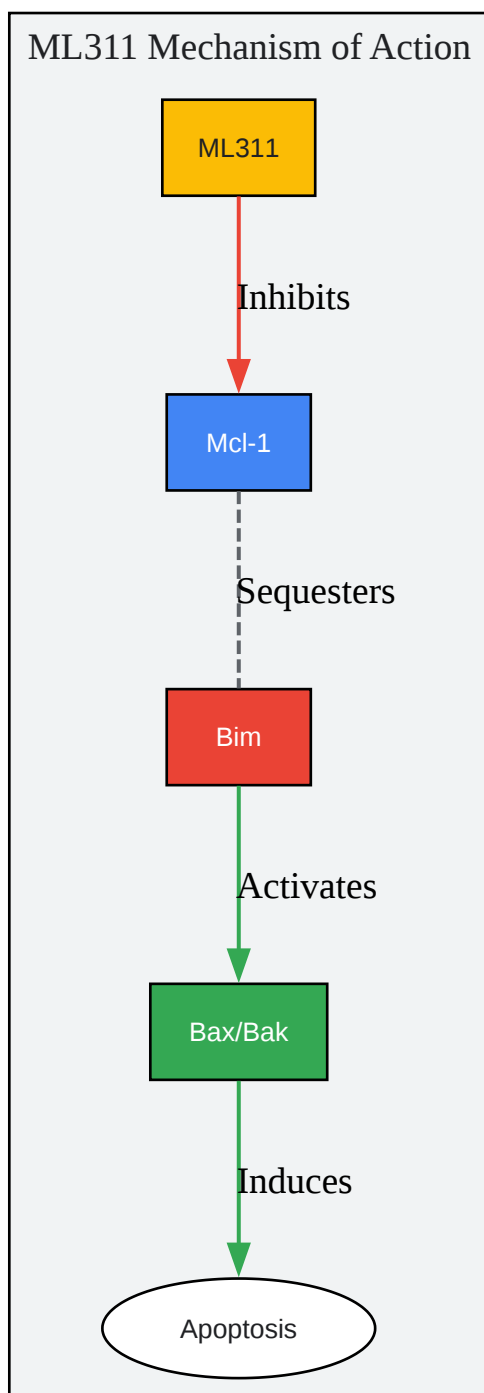 ML311 Mechanism of Action
ML311
Inhibits
Mcl-1
Sequesters
Bim
Activates
Bax/Bak
Induces
Apoptosis